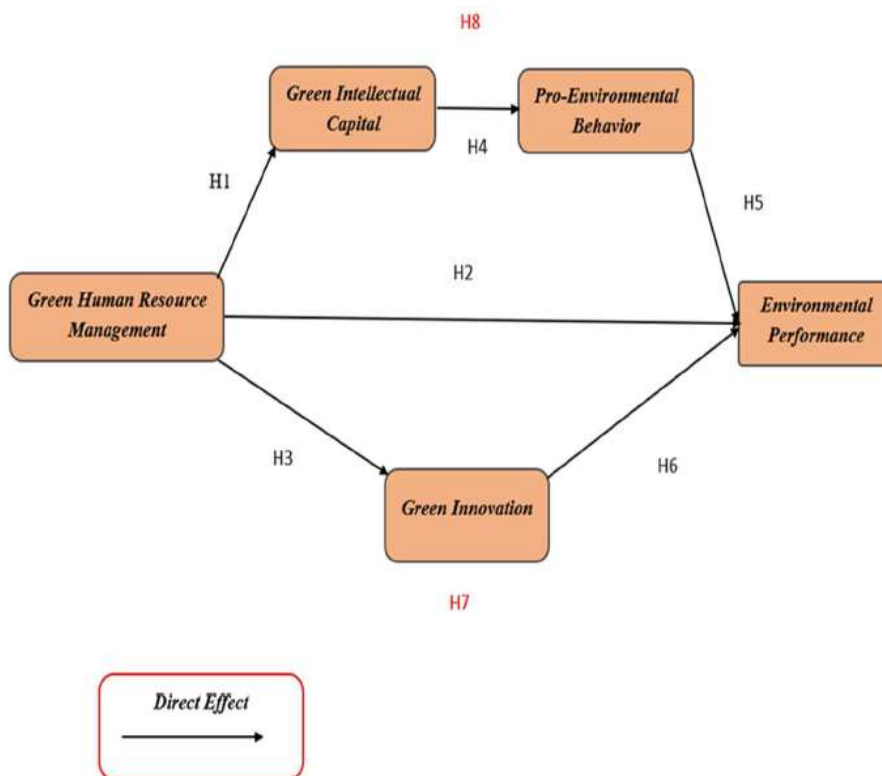 H8
Green Intellectual
Capital
Pro-Environmental
Behavior
H4
H1
H5
H2
Green Human Resource
Management
Environmental
Performance
H3
H6
Green Innovation
H7
Direct Effect